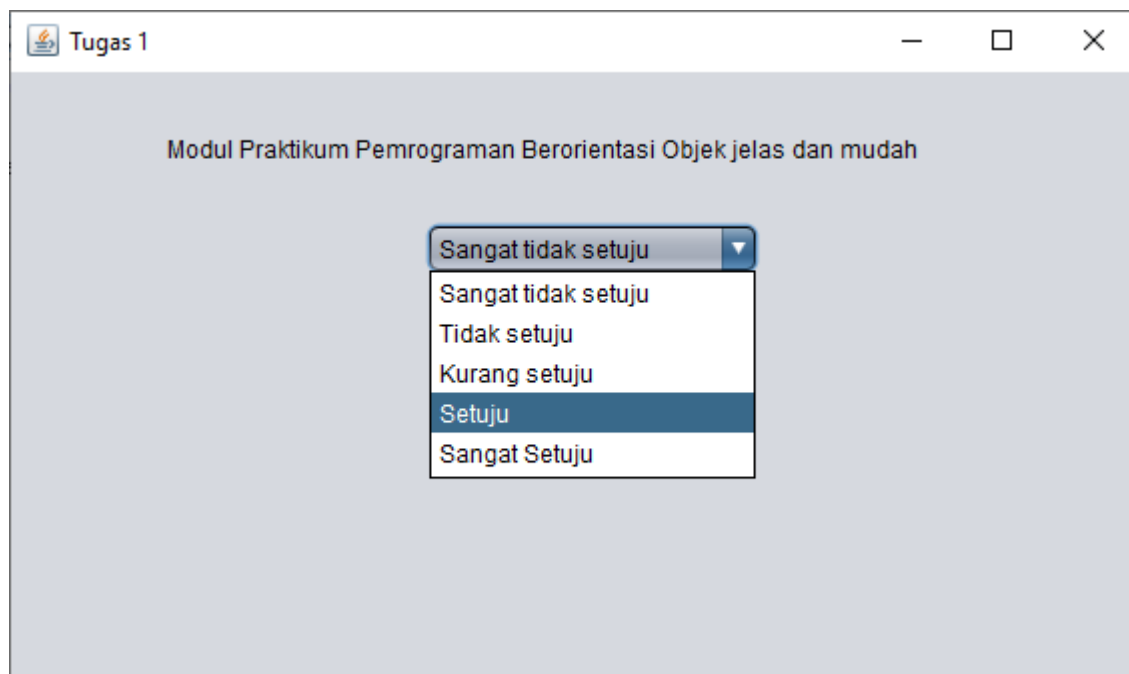 Tugas 1
Modul Praktikum Pemrograman Berorientasi Objek jelas dan mudah
Sangat tidak setuju
Sangat tidak setuju
Tidak setuju
Kurang setuju
Setuju
Sangat Setuju